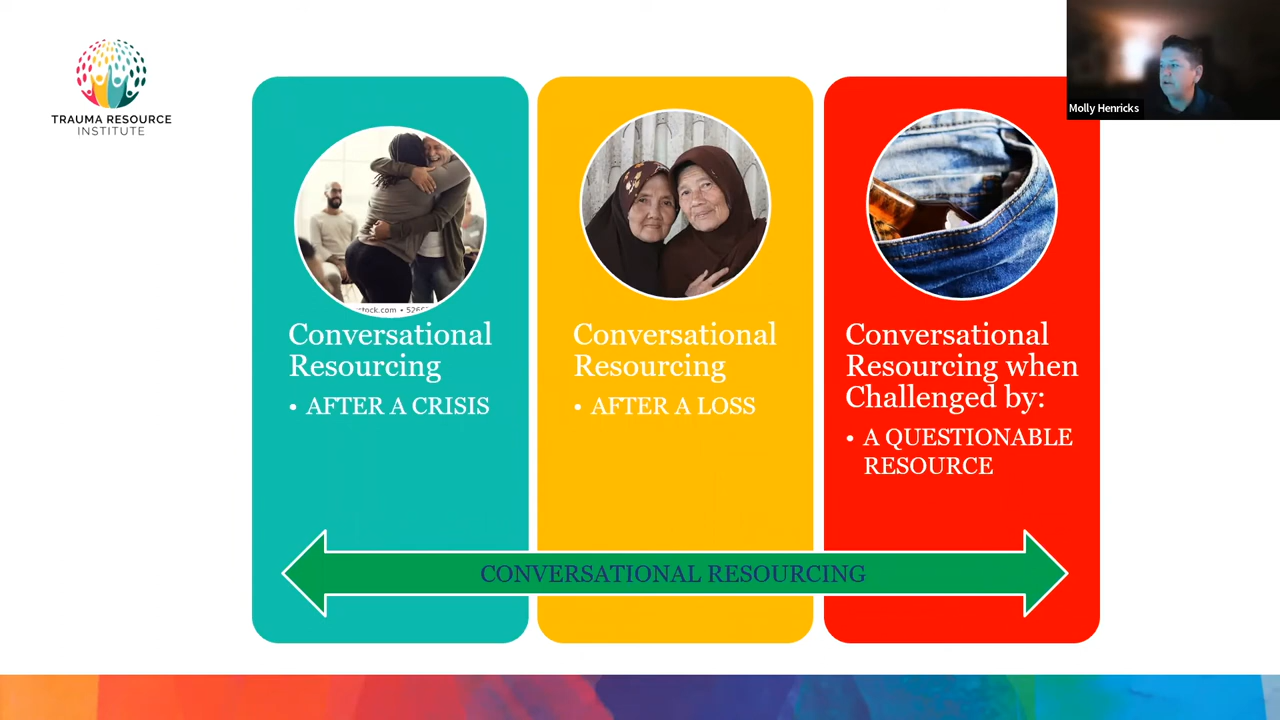 TRAUMA RESOURCE
INSTITUTE
Molly Henricks
Conversational
Resourcing
• AFTER A CRISIS
Conversational
Resourcing
• AFTER A LOSS
Conversational
Resourcing when
Challenged by:
• A QUESTIONABLE
RESOURCE
CONVERSATIONAL RESOURCING